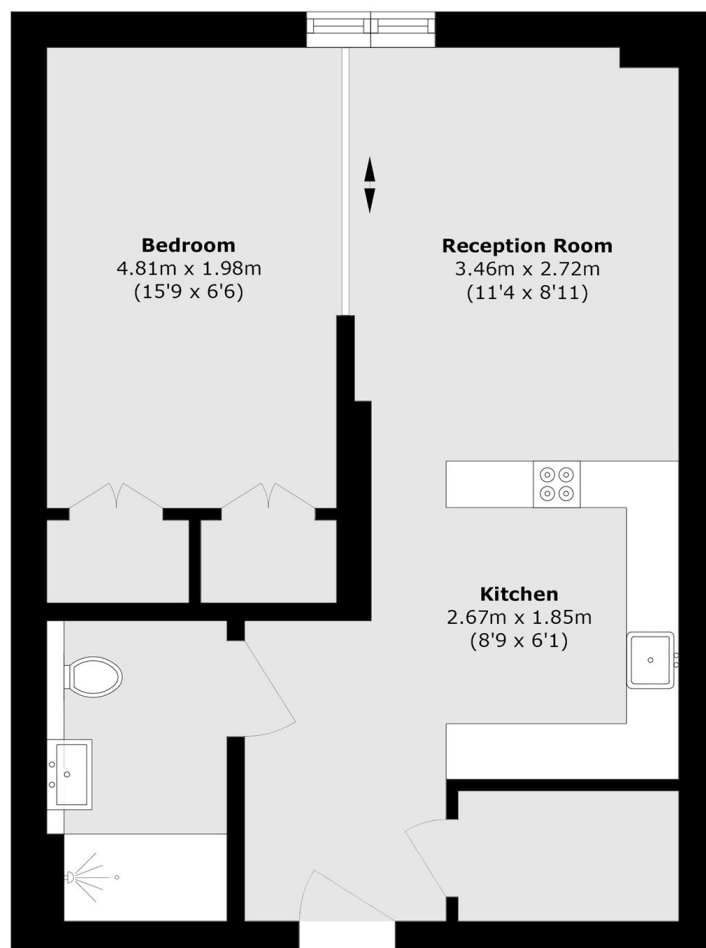 Bedroom
4.81m x 1.98m
(15'9 x 6'6)
Reception Room
3.46m x 2.72m
(11'4 x 8'11)
Kitchen
2.67m x 1.85m
(8'9 x 6'1)